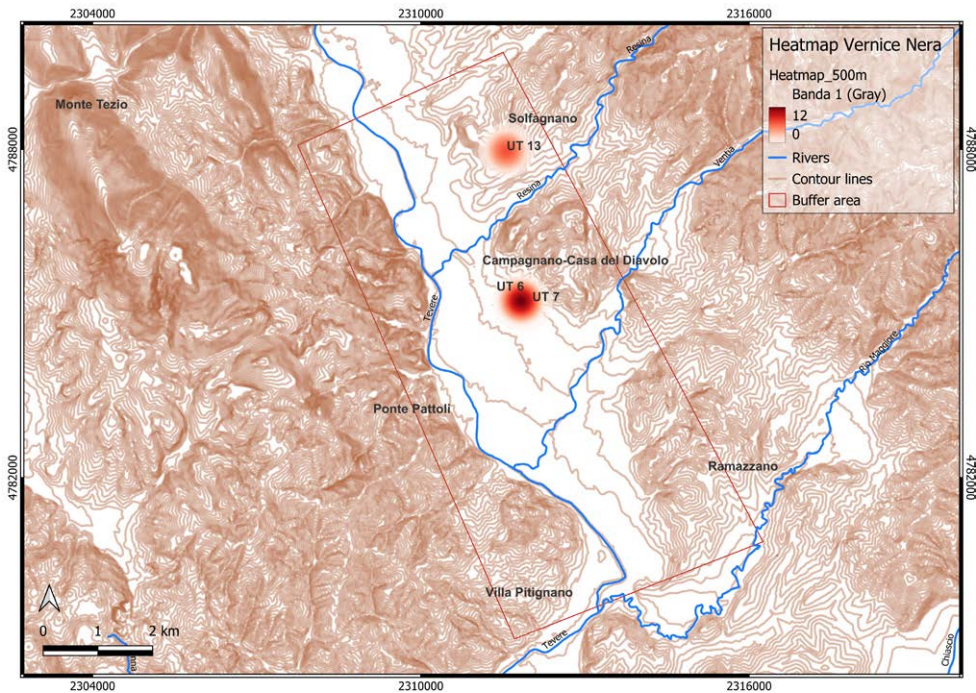 2304000
2310000
2316000
Heatmap Vernice Nera
Heatmap_500m
Banda 1 (Gray)
12
0
Rivers
Contour lines
Buffer area
Resina
Monte Tezio
Solfagnano
UT 13
4788000
4788000
Ventia
Resina
Campagnano-Casa del Diavolo
UT 6
UT 7
Tevere
Rio Maggiore
Ponte Pattoli
Ramazzano
4782000
4782000
Villa Pitignano
Tevere
0 1 2 km
Chiascio
2304000
2310000
2316000